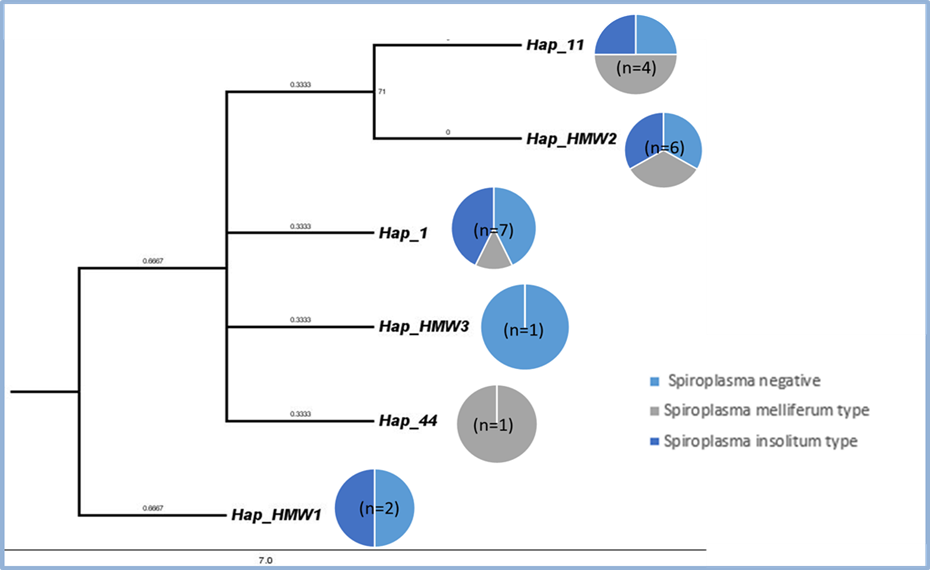 Hap_11
(n=4)
0.3333
-
71
0
Hap_HMW2
(n=6)
0.3333
Hap_1
(n=7)
0.6667
0.3333
Hap_HMW3
(n=1)
0.3333
Hap_44
(n=1)
Spiroplasma negative
Spiroplasma melliferum type
Spiroplasma insolitum type
0.6667
Hap_HMW1
(n=2)
7.0